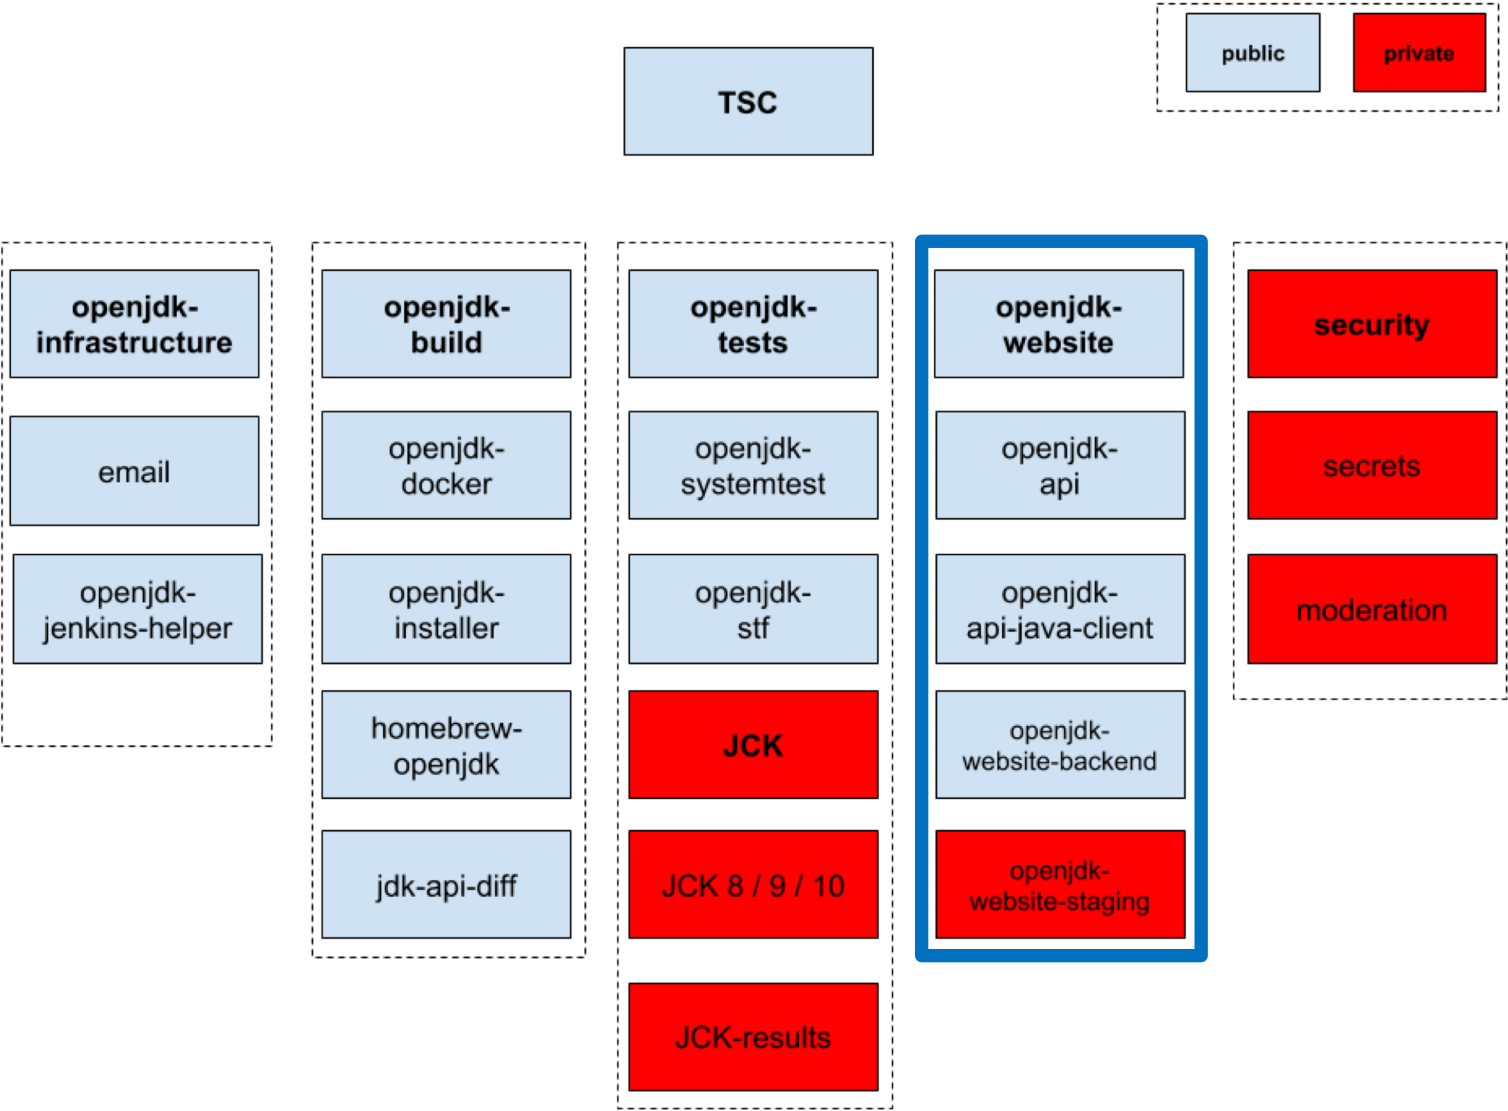 public
private
TSC
openjdk-
infrastructure
email
openjdk-
jenkins-helper
openjdk-
build
openjdk-
docker
openjdk-
installer
homebrew-
openjdk
jdk-api-diff
openjdk-
tests
openjdk-
systemtest
openjdk-
stf
JCK
JCK 8 / 9 / 10
JCK-results
openjdk-
website
openjdk-
api
openjdk-
api-java-client
openjdk-
website-backend
openjdk-
website-staging
security
secrets
moderation